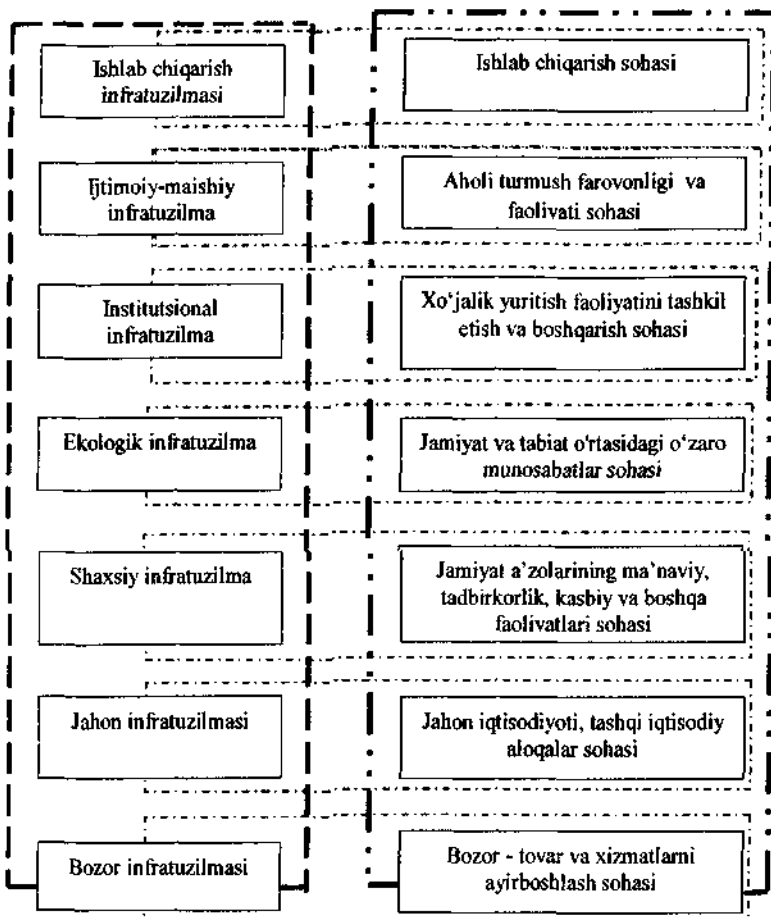 Ishlab chiqarish
infratuzilmasi
Ishlab chiqarish sohasi
Ijtimoiy-maishiy
infratuzilma
Aholi turmush farovonligi va
faolivati sohasi
Institutsional
infratuzilma
Xo‘jalik yuritish faoliyatini tashkil
etish va boshqarish sohasi
Ekologik infratuzilma
Jamiyat va tabiat o'rtasidagi o‘zaro
munosabatlar sohasi
Shaxsiy infratuzilma
Jamiyat a’zolarining ma’naviy,
tadbirkorlik, kasbiy va boshqa
faolivatlari sohasi
Jahon infratuzilmasi
Jahon iqtisodiyoti, tashqi iqtisodiy
aloqalar sohasi
Bozor infratuzilmasi
Bozor - tovar va xizmatlarni
ayirboshlash sohasi